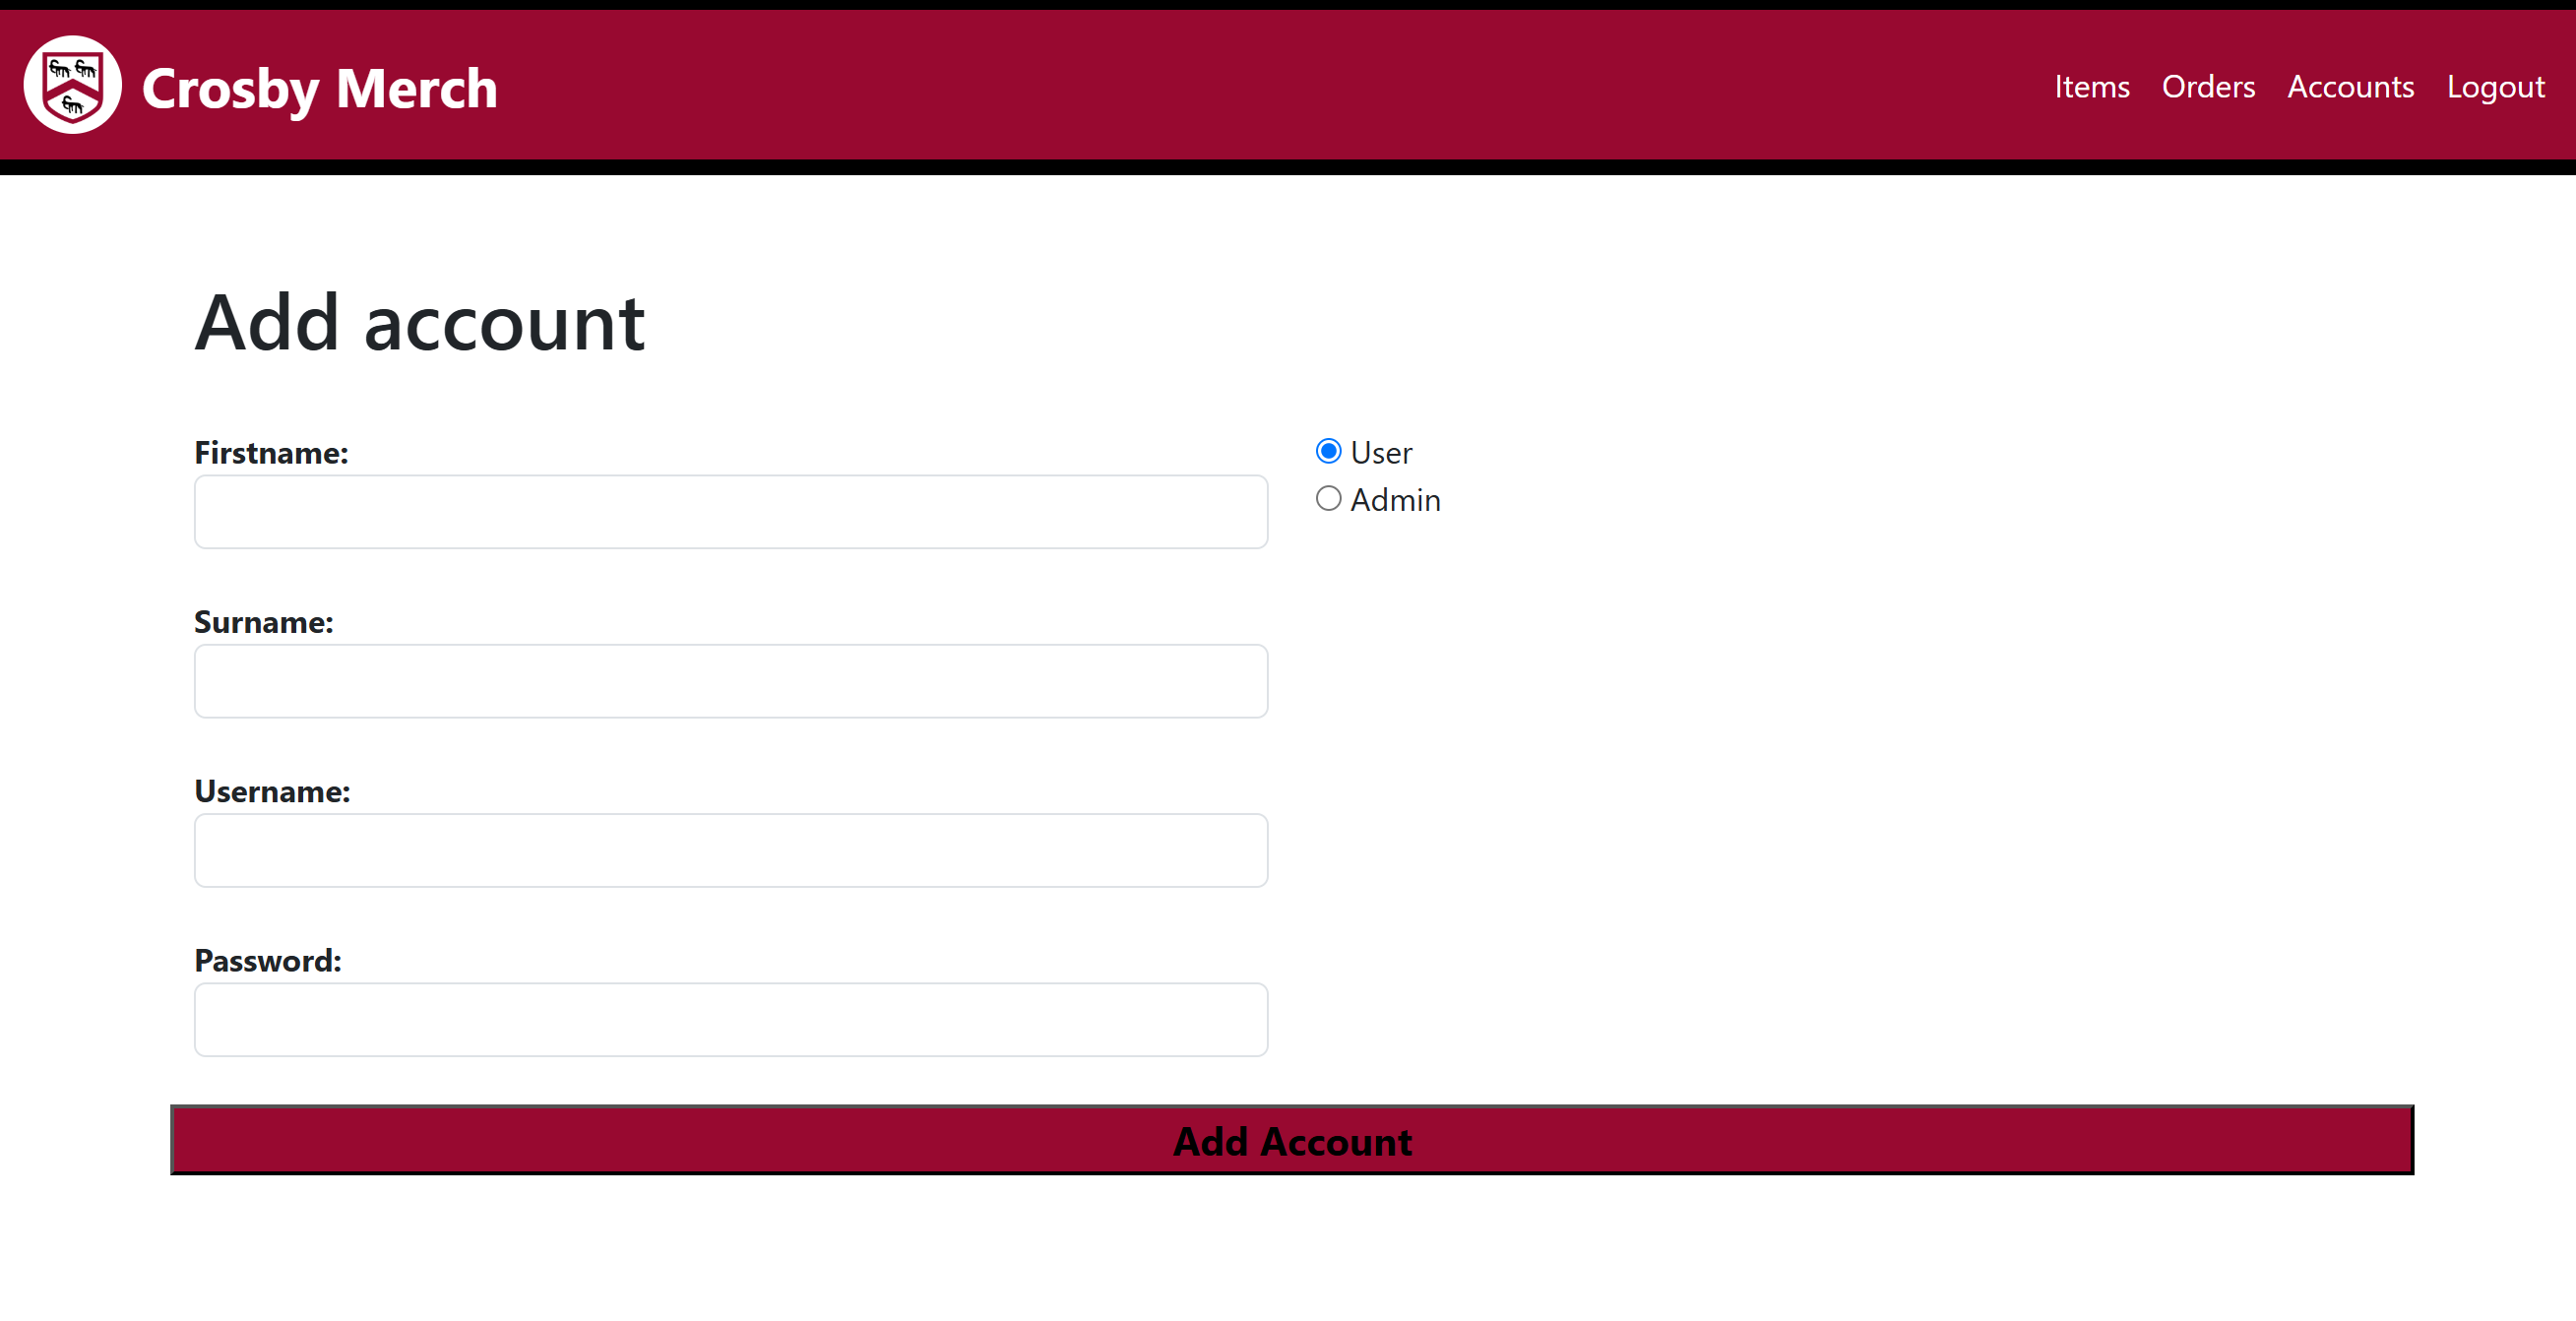 Crosby Merch
Items Orders Accounts Logout
Add account
Firstname:
User
Admin
Surname:
Username:
Password:
Add Account